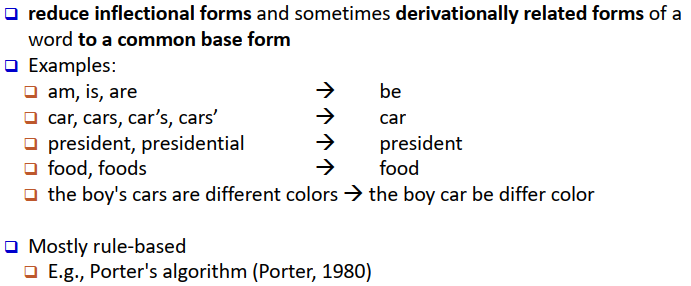 ❑ reduce inflectional forms and sometimes derivationally related forms of a
word to a common base form
❑ Examples:
❑ am, is, are → be
❑ car, cars, car’s, cars’ → car
❑ president, presidential → president
❑ food, foods → food
❑ the boy's cars are different colors → the boy car be differ color
❑ Mostly rule-based
❑ E.g., Porter's algorithm (Porter, 1980)